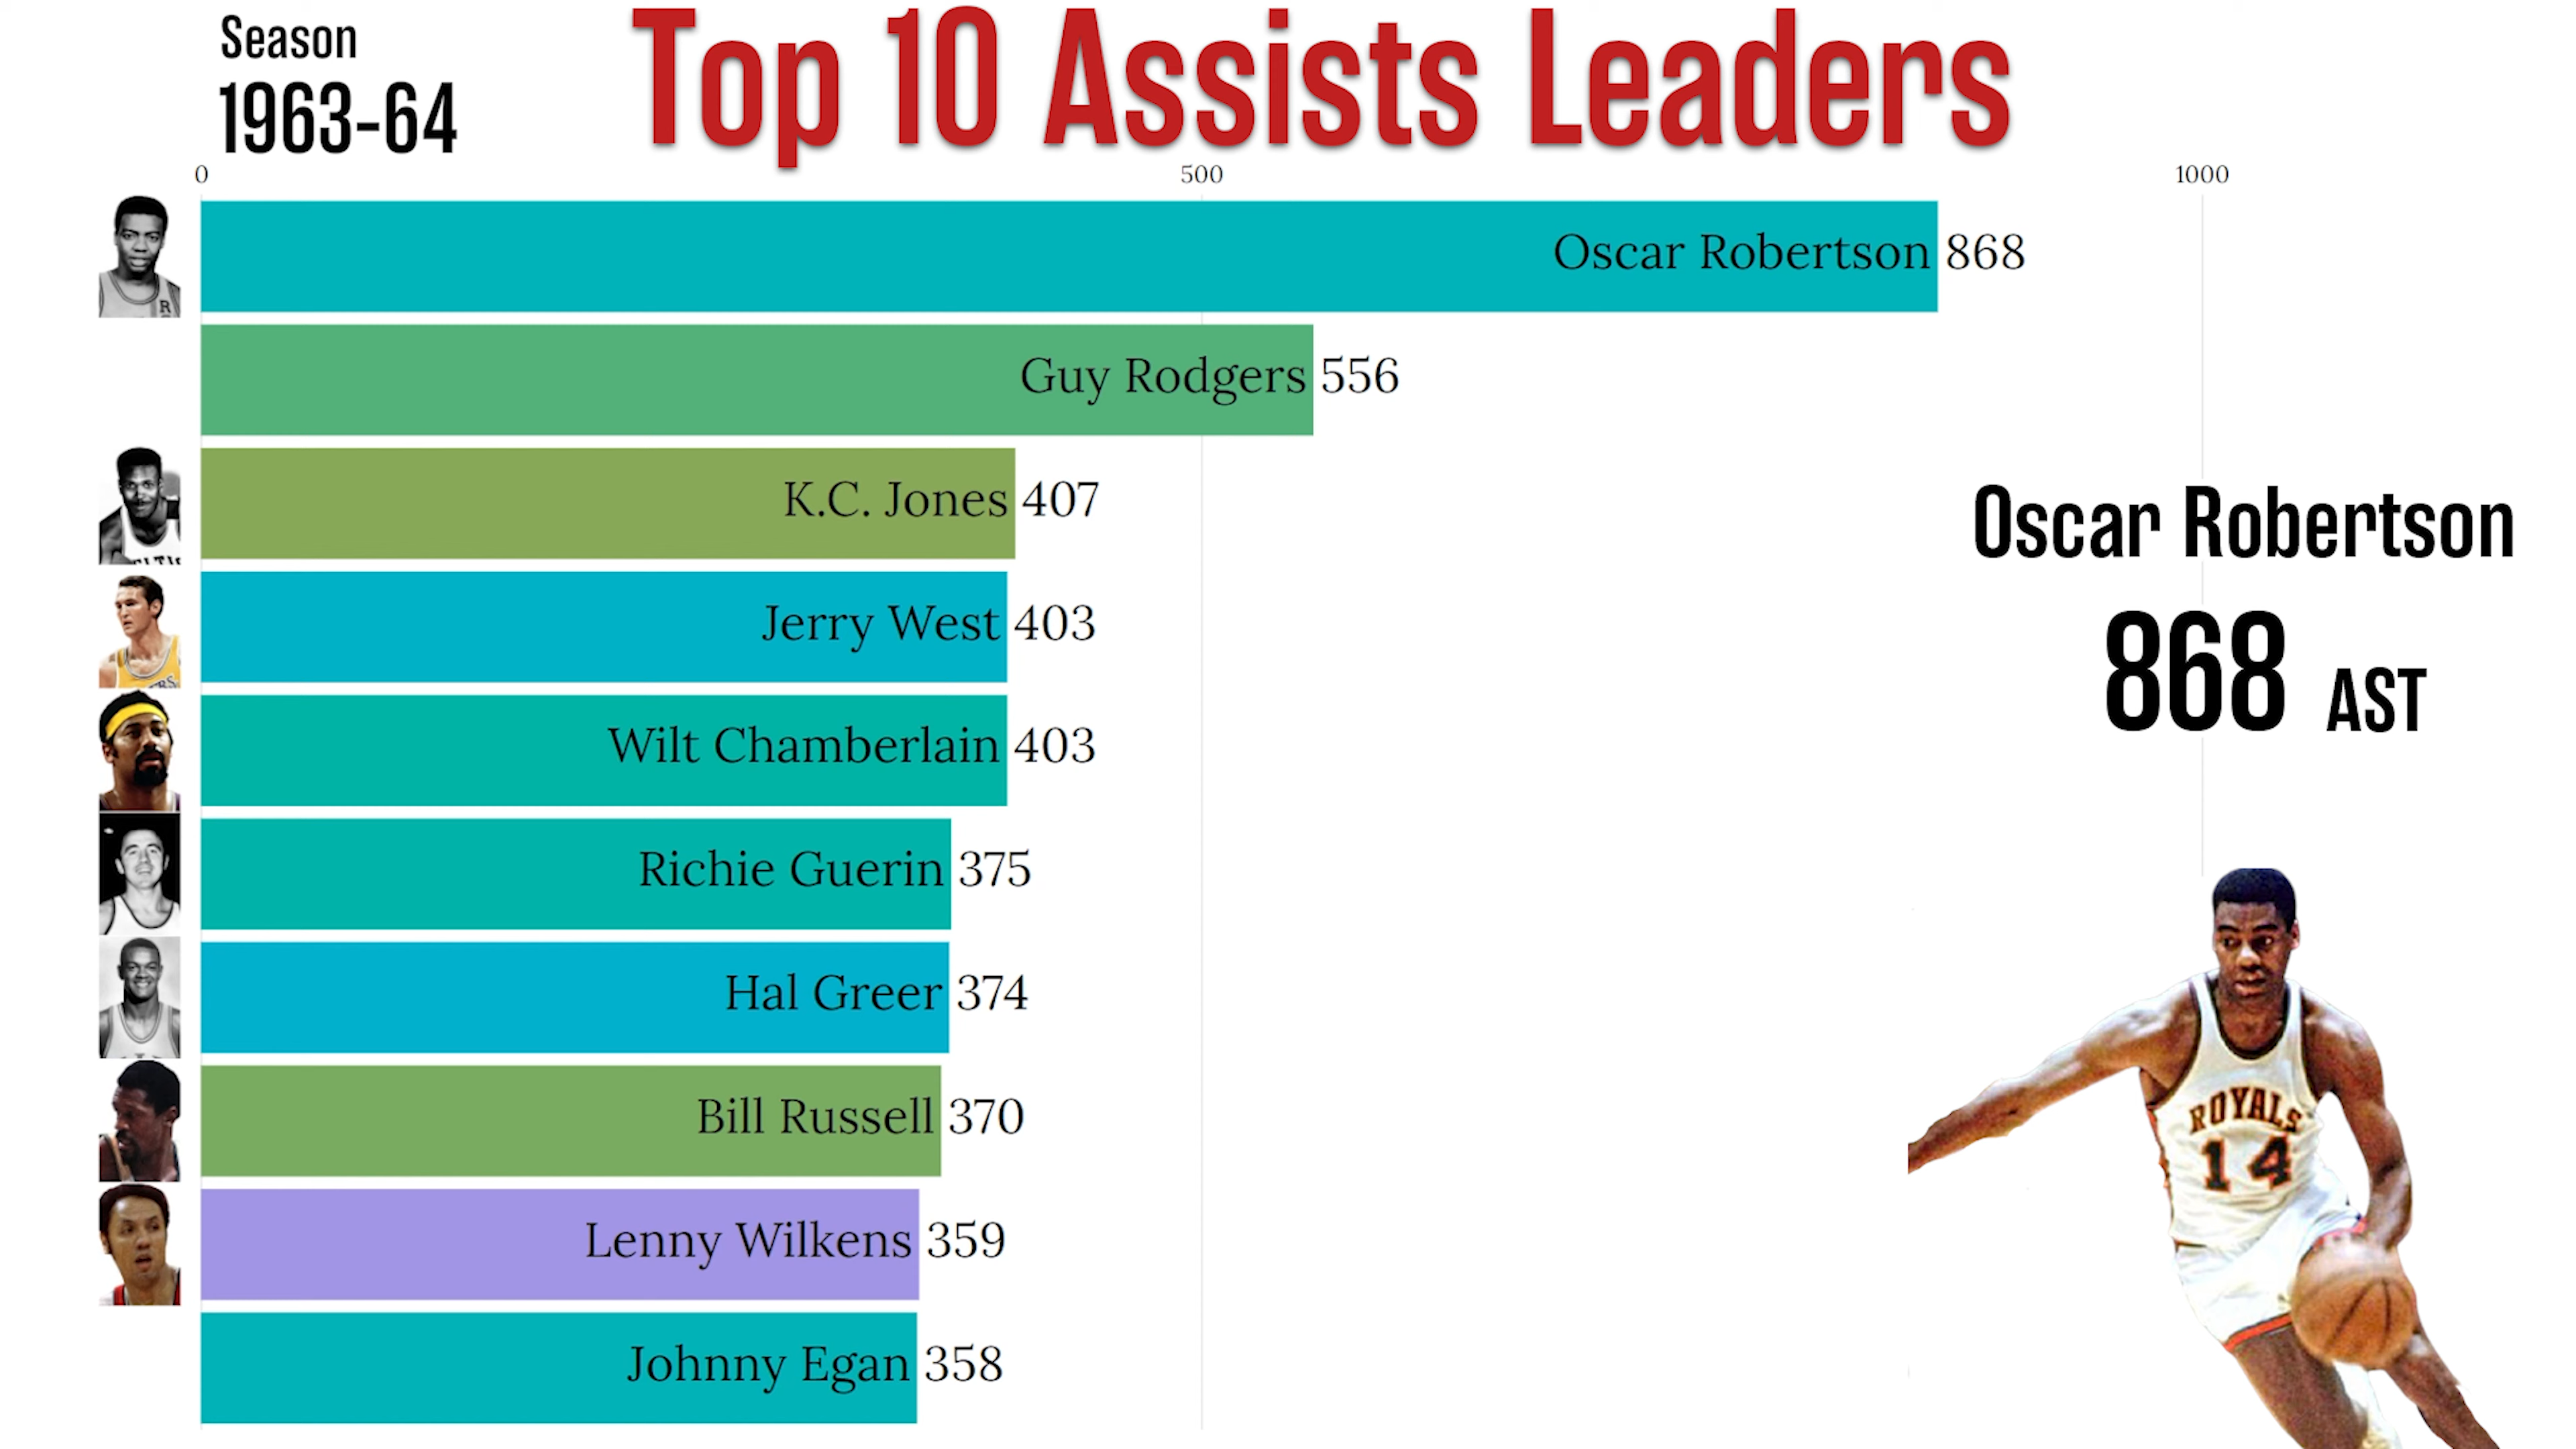 Season
1963-64
Top 10 Assists Leaders
0 500 1000
Oscar Robertson 868
Guy Rodgers 556
K.C. Jones 407
Jerry West 403
Wilt Chamberlain 403
Richie Guerin 375
Hal Greer 374
Bill Russell 370
Lenny Wilkens 359
Johnny Egan 358
Oscar Robertson
868 AST
ROYALS
14